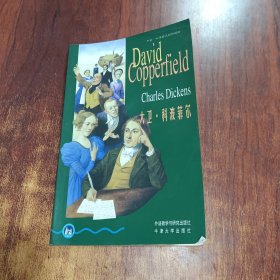 David
Copperfield
Charles Dickens
大卫·科波菲尔
外语教学与研究出版社
牛津大学出版社